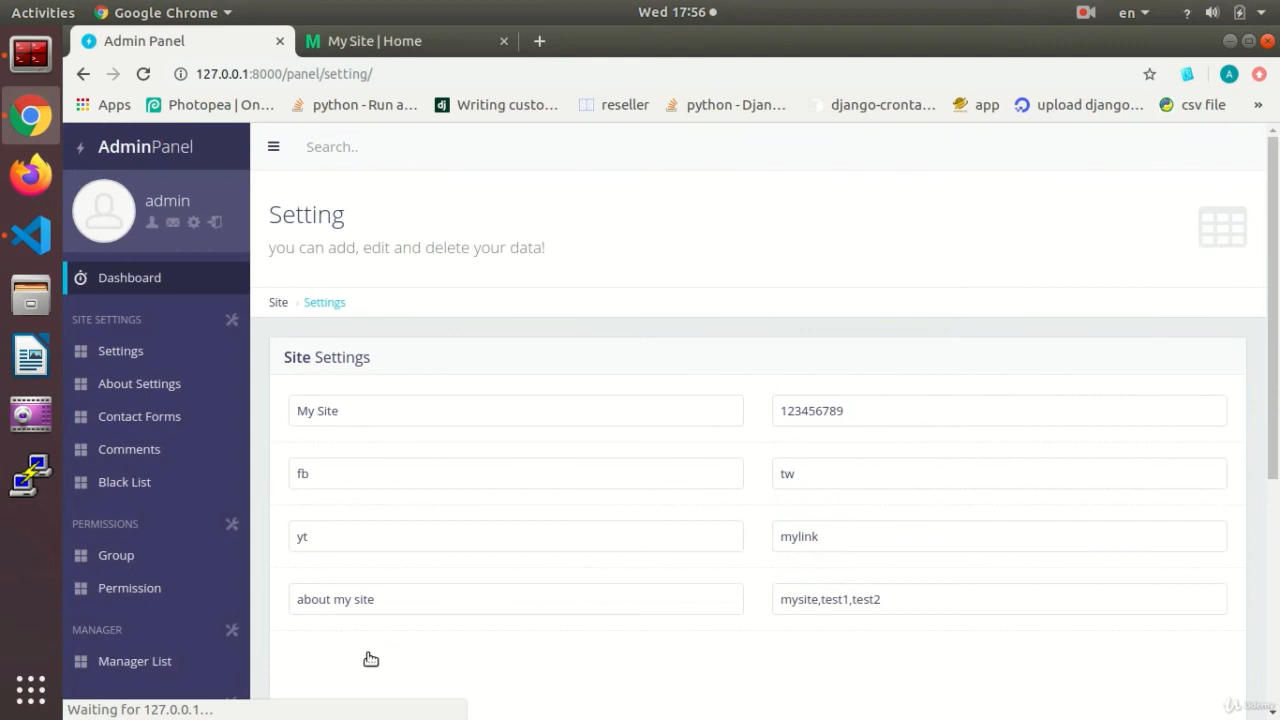 Activities Google Chrome Wed 17:56 en ?
Admin Panel My Site | Home
127.0.0.1:8000/panel/setting/ A
Apps Photopea | On... python - Run a... dj Writing custo... reseller python - Djan... django-cronta... app upload django... csv file »
AdminPanel Search..
admin
Setting
you can add, edit and delete your data!
Dashboard
Site Settings
SITE SETTINGS
Settings
About Settings
Contact Forms
Comments
Black List
PERMISSIONS
Group
Permission
MANAGER
Manager List
Site Settings
My Site 123456789
fb tw
yt mylink
about my site mysite,test1,test2
Waiting for 127.0.0.1...
Udemy